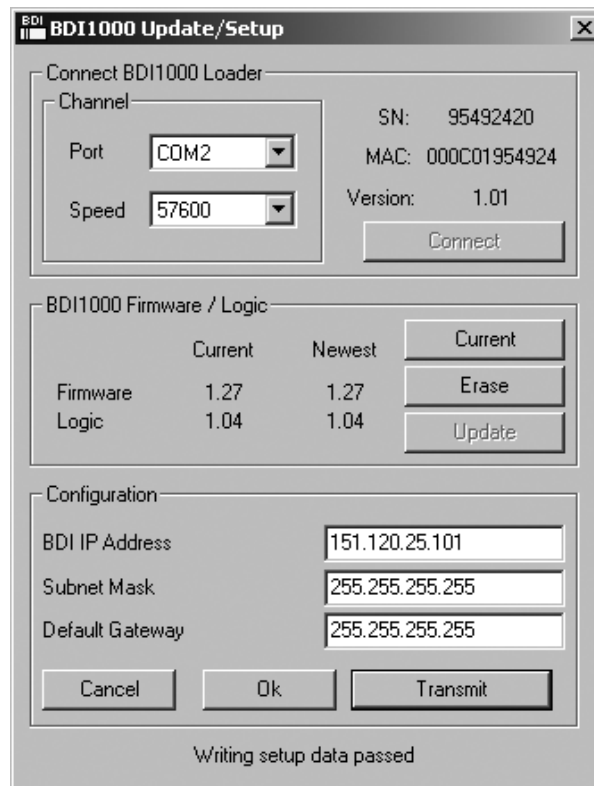 BDI
BDI1000 Update/Setup
Connect BDI1000 Loader
Channel
Port COM2
Speed 57600
SN: 95492420
MAC: 000C01954924
Version: 1.01
Connect
BDI1000 Firmware / Logic
Current Newest
Firmware 1.27 1.27
Logic 1.04 1.04
Current
Erase
Update
Configuration
BDI IP Address 151.120.25.101
Subnet Mask 255.255.255.255
Default Gateway 255.255.255.255
Cancel Ok Transmit
Writing setup data passed